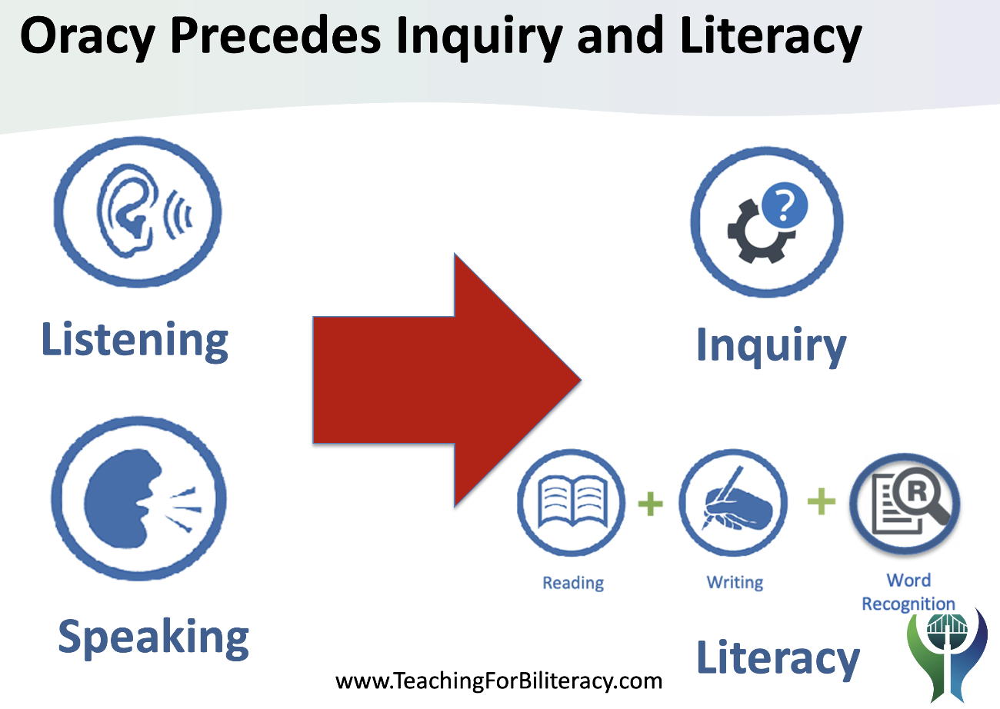 Oracy Precedes Inquiry and Literacy
Listening
Speaking
Inquiry
?
R
+
+
Reading
Writing
Word
Recognition
Literacy
www.TeachingForBiliteracy.com